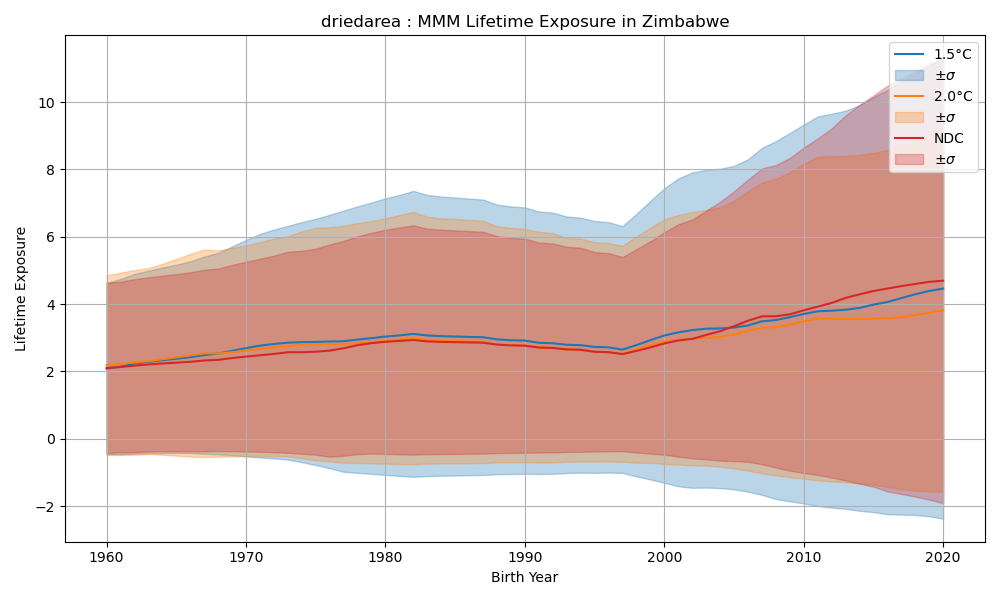 driedarea : MMM Lifetime Exposure in Zimbabwe
1.5°C
±σ
2.0°C
±σ
NDC
±σ
Lifetime Exposure
10
8
6
4
2
0
−2
1960
1970
1980
1990
2000
2010
2020
Birth Year